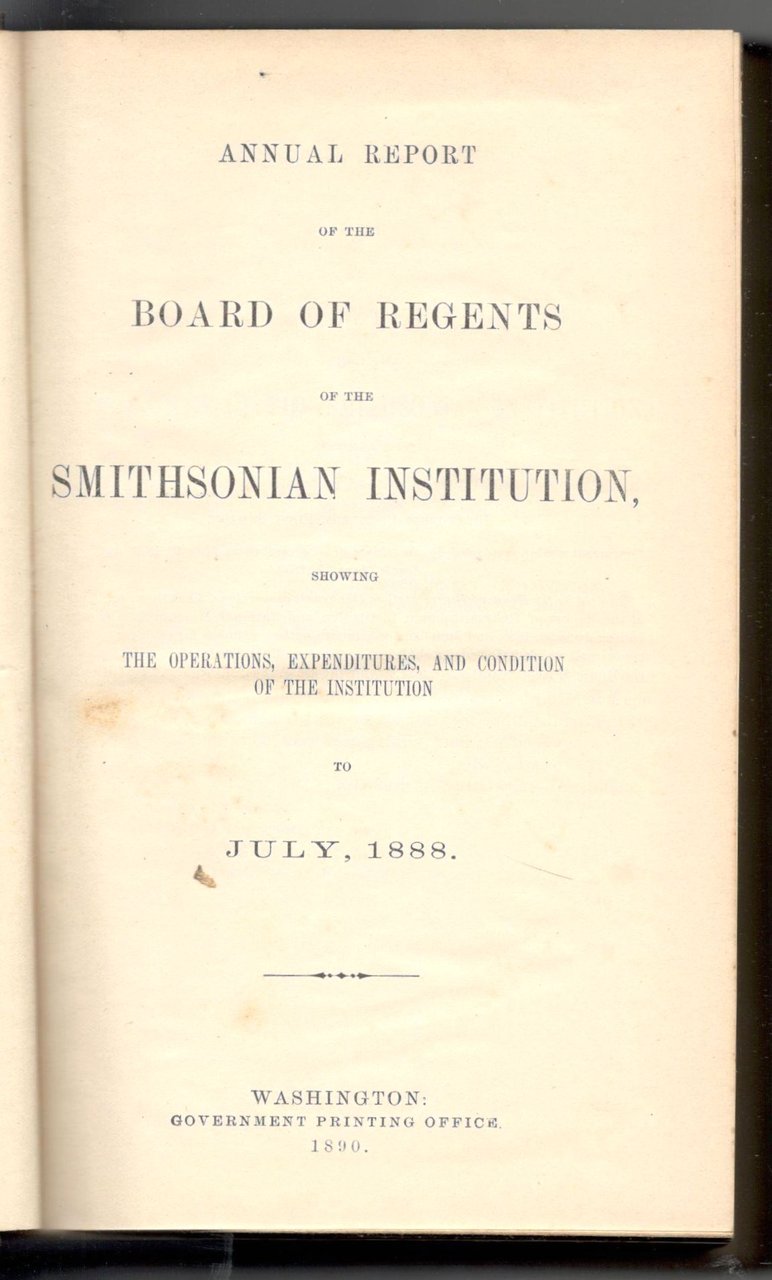 ANNUAL REPORT
OF THE
BOARD OF REGENTS
OF THE
SMITHSONIAN INSTITUTION,
SHOWING
THE OPERATIONS, EXPENDITURES, AND CONDITION
OF THE INSTITUTION
TO
JULY, 1888.
WASHINGTON:
GOVERNMENT PRINTING OFFICE.
1890.